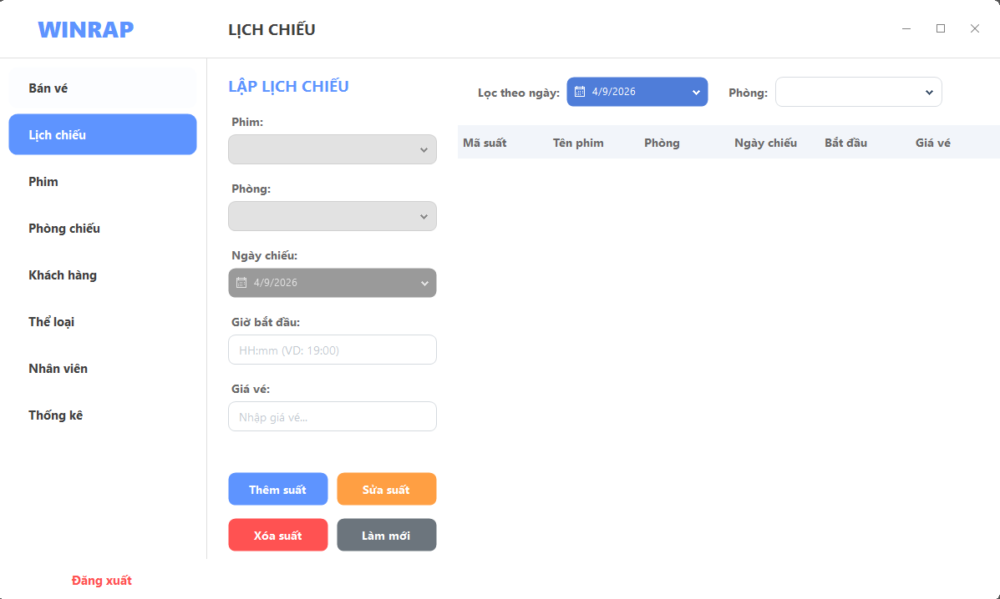 WINRAP
LỊCH CHIẾU
Bán vé
Lịch chiếu
Phim
Phòng chiếu
Khách hàng
Thể loại
Nhân viên
Thống kê
Đăng xuất
LẬP LỊCH CHIẾU
Phim:
Phòng:
Ngày chiếu:
4/9/2026
Giờ bắt đầu:
HH:mm (VD: 19:00)
Giá vé:
Nhập giá vé...
Thêm suất Sửa suất
Xóa suất Làm mới
Lọc theo ngày: 4/9/2026 Phòng:
Mã suất Tên phim Phòng Ngày chiếu Bắt đầu Giá vé